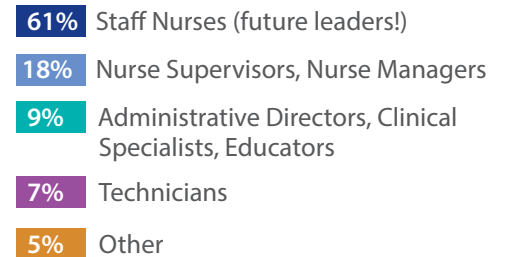 61% Staff Nurses (future leaders!)
18% Nurse Supervisors, Nurse Managers
9% Administrative Directors, Clinical
Specialists, Educators
7% Technicians
5% Other